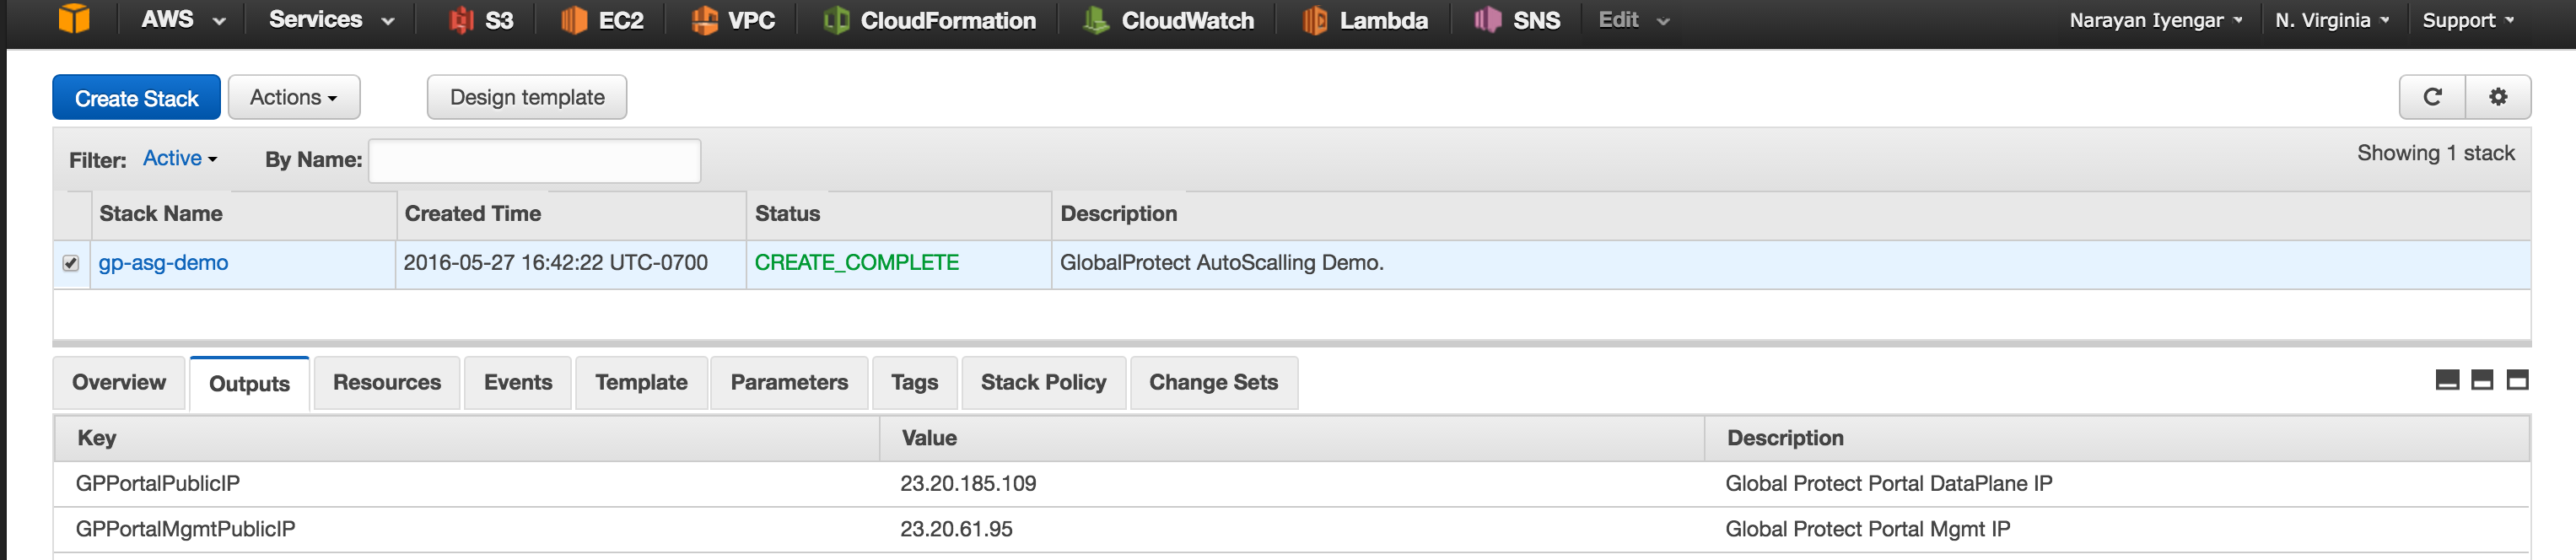 AWS Services S3 EC2 VPC CloudFormation CloudWatch Lambda SNS Edit Narayan Iyengar N. Virginia Support
Create Stack Actions Design template
Filter: Active By Name: Showing 1 stack
Stack Name Created Time Status Description
gp-asg-demo 2016-05-27 16:42:22 UTC-0700 CREATE_COMPLETE GlobalProtect AutoScalling Demo.
Overview Outputs Resources Events Template Parameters Tags Stack Policy Change Sets
Key Value Description
GPPortalPublicIP 23.20.185.109 Global Protect Portal DataPlane IP
GPPortalMgmtPublicIP 23.20.61.95 Global Protect Portal Mgmt IP